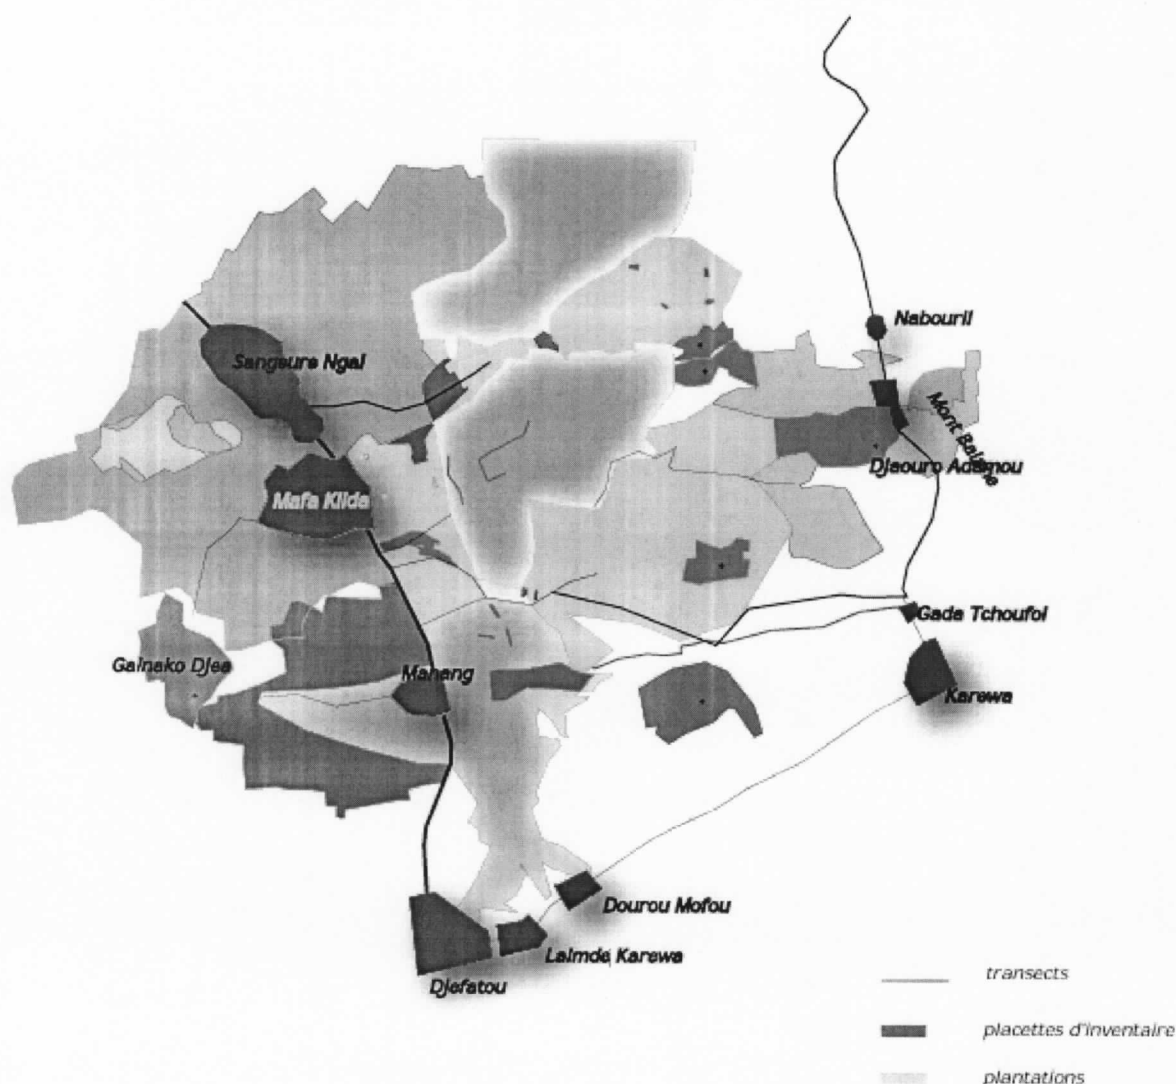 Nabouril
Sangeure Ngal
Mont Balda
Djaouro Adamou
Mafa Kilda
Gada Tchoufol
Gainako Djea
Mahang
Karewa
Dourou Mofou
Laimde Karewa
Djefatou
transects
placettes d'inventaire
plantations